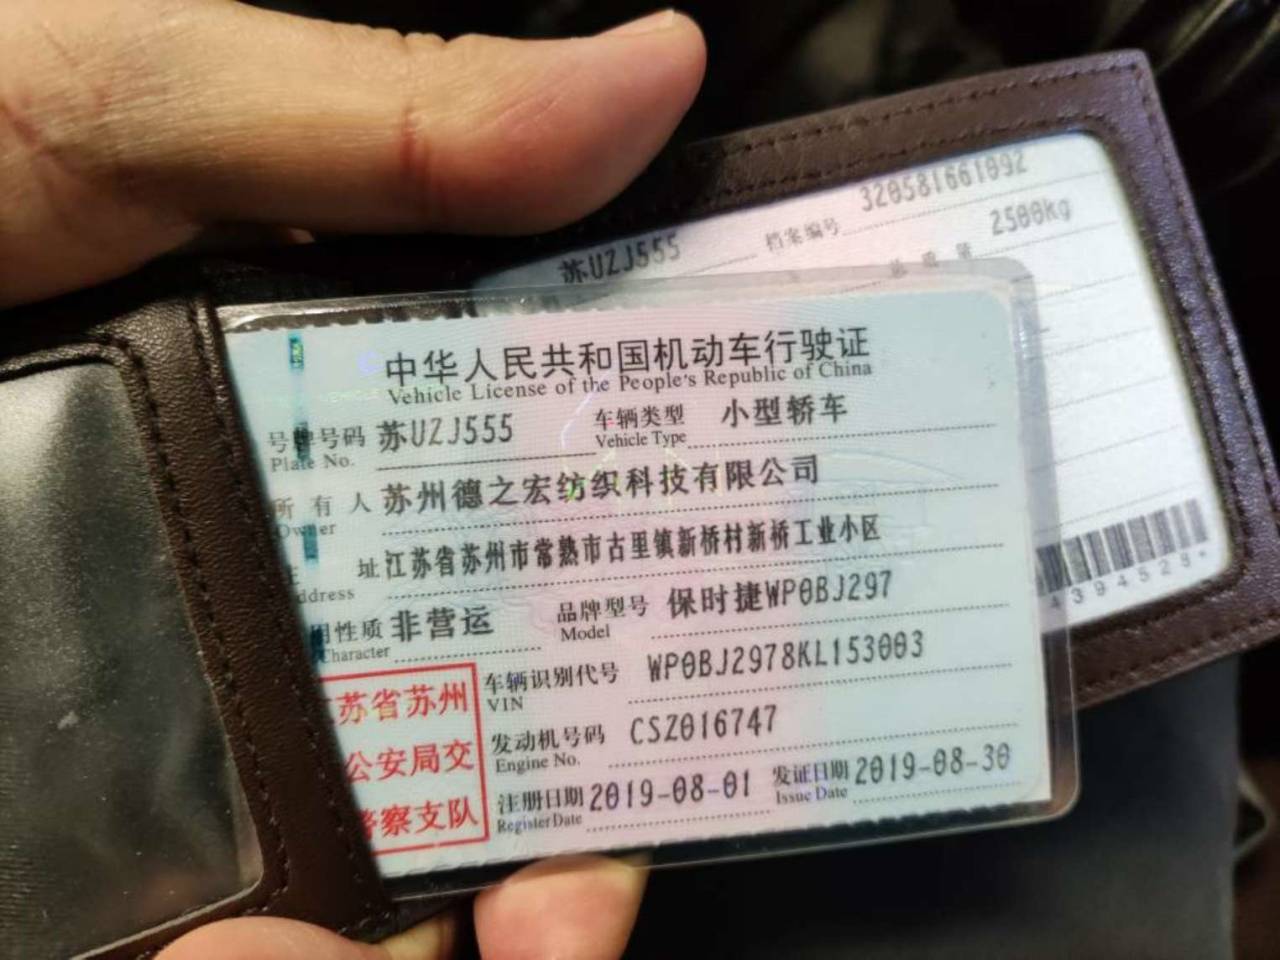 苏UZJ555 档案编号 320581661092
总质量 2500kg
中华人民共和国机动车行驶证
Vehicle License of the People's Republic of China
号牌号码 苏UZJ555 车辆类型 小型轿车
Plate No. Vehicle Type
所有人 苏州德之宏纺织科技有限公司
Owner
址 江苏省苏州市常熟市古里镇新桥村新桥工业小区
ddress
用性质 非营运 品牌型号 保时捷WP0BJ297
Character Model
车辆识别代号 WP0BJ2978KL153003
VIN
发动机号码 CSZ016747
Engine No.
注册日期 2019-08-01 发证日期 2019-08-30
Register Date Issue Date
苏省苏州
公安局交
警察支队
4394528*